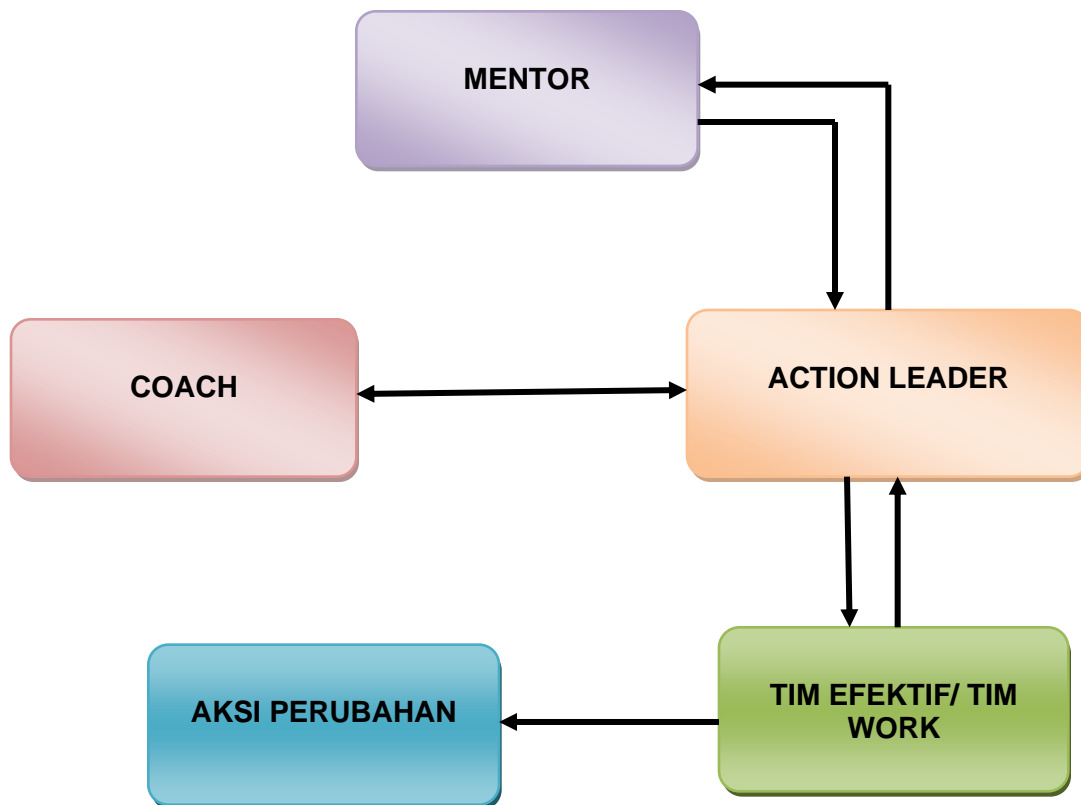 MENTOR
COACH
ACTION LEADER
AKSI PERUBAHAN
TIM EFEKTIF/ TIM
WORK